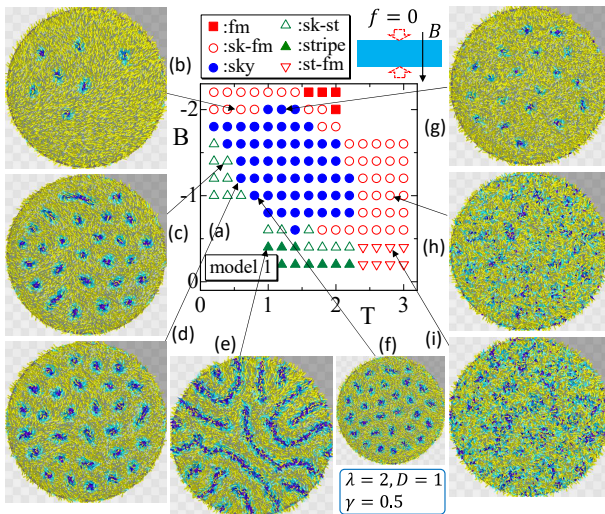 :fm
:sk-st
:sk-fm
:stripe
:sky
:st-fm
f = 0
B
(b)
(g)
-2
B
-1
0
(c)
(a)
(h)
model 1
0
1
2
3
T
(d)
(e)
(f)
(i)
λ = 2, D = 1
γ = 0.5